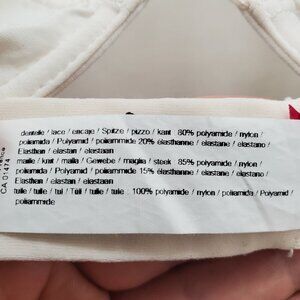 dentelle / lace / encaje / Spitze / pizzo / kant 80% polyamide / nylon /
poliamida / Polyamid / poliammide 20% élasthanne / elastane / elastano /
Elasthan / elastan / elastaan
maille / knit / malla / Gewebe / maglia / steek 85% polyamide / nylon /
poliamida / Polyamid / poliammide 15% élasthanne / elastane / elastano /
Elasthan / elastan / elastaan
tulle / tulle / tul / Tüll / tulle / tule : 100% polyamide / nylon / poliamida / Polyamid /
poliammide
CA 01474